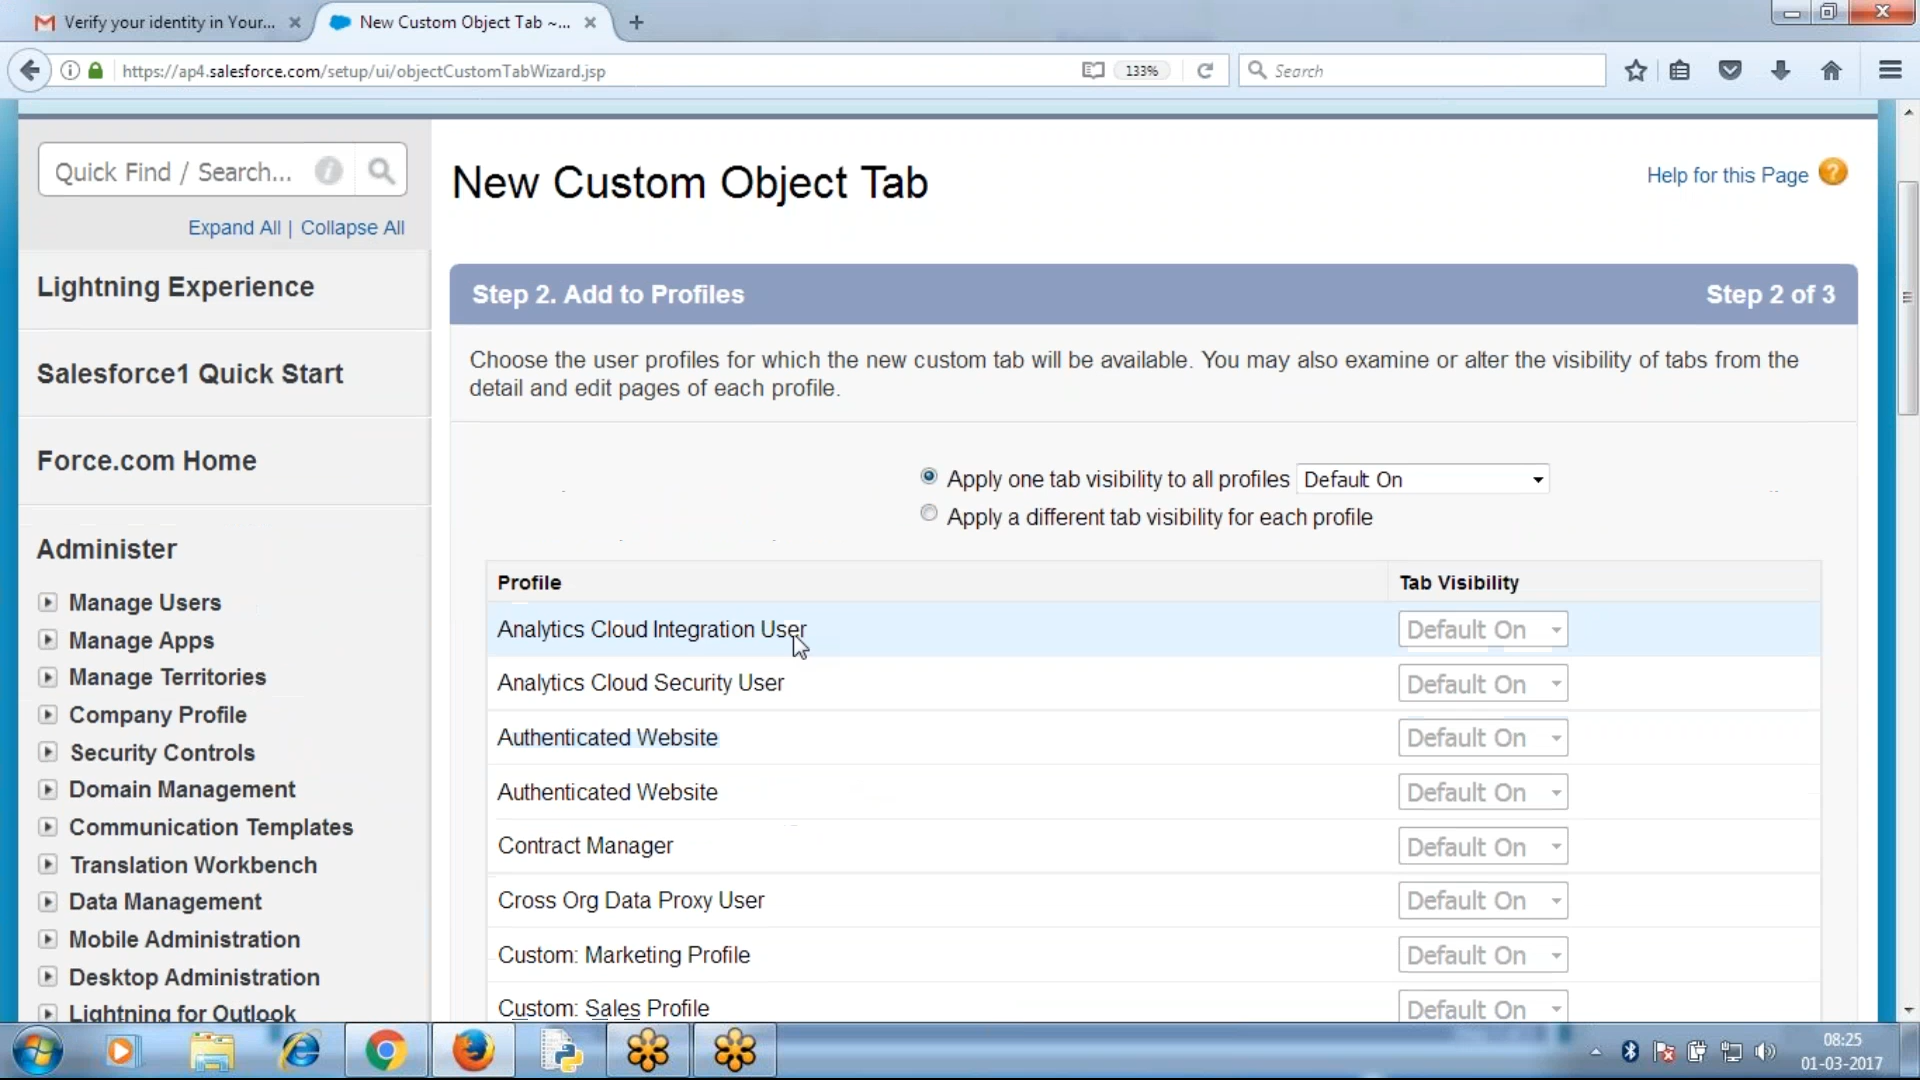 Verify your identity in Your...
New Custom Object Tab ~...
https://ap4.salesforce.com/setup/ui/objectCustomTabWizard.jsp
133%
Search
Quick Find / Search...
Expand All | Collapse All
Lightning Experience
Salesforce1 Quick Start
Force.com Home
Administer
Manage Users
Manage Apps
Manage Territories
Company Profile
Security Controls
Domain Management
Communication Templates
Translation Workbench
Data Management
Mobile Administration
Desktop Administration
Lightning for Outlook
New Custom Object Tab
Help for this Page
Step 2. Add to Profiles
Step 2 of 3
Choose the user profiles for which the new custom tab will be available. You may also examine or alter the visibility of tabs from the
detail and edit pages of each profile.
Apply one tab visibility to all profiles Default On
Apply a different tab visibility for each profile
Profile Tab Visibility
Analytics Cloud Integration User Default On
Analytics Cloud Security User Default On
Authenticated Website Default On
Authenticated Website Default On
Contract Manager Default On
Cross Org Data Proxy User Default On
Custom: Marketing Profile Default On
Custom: Sales Profile Default On
08:25
01-03-2017